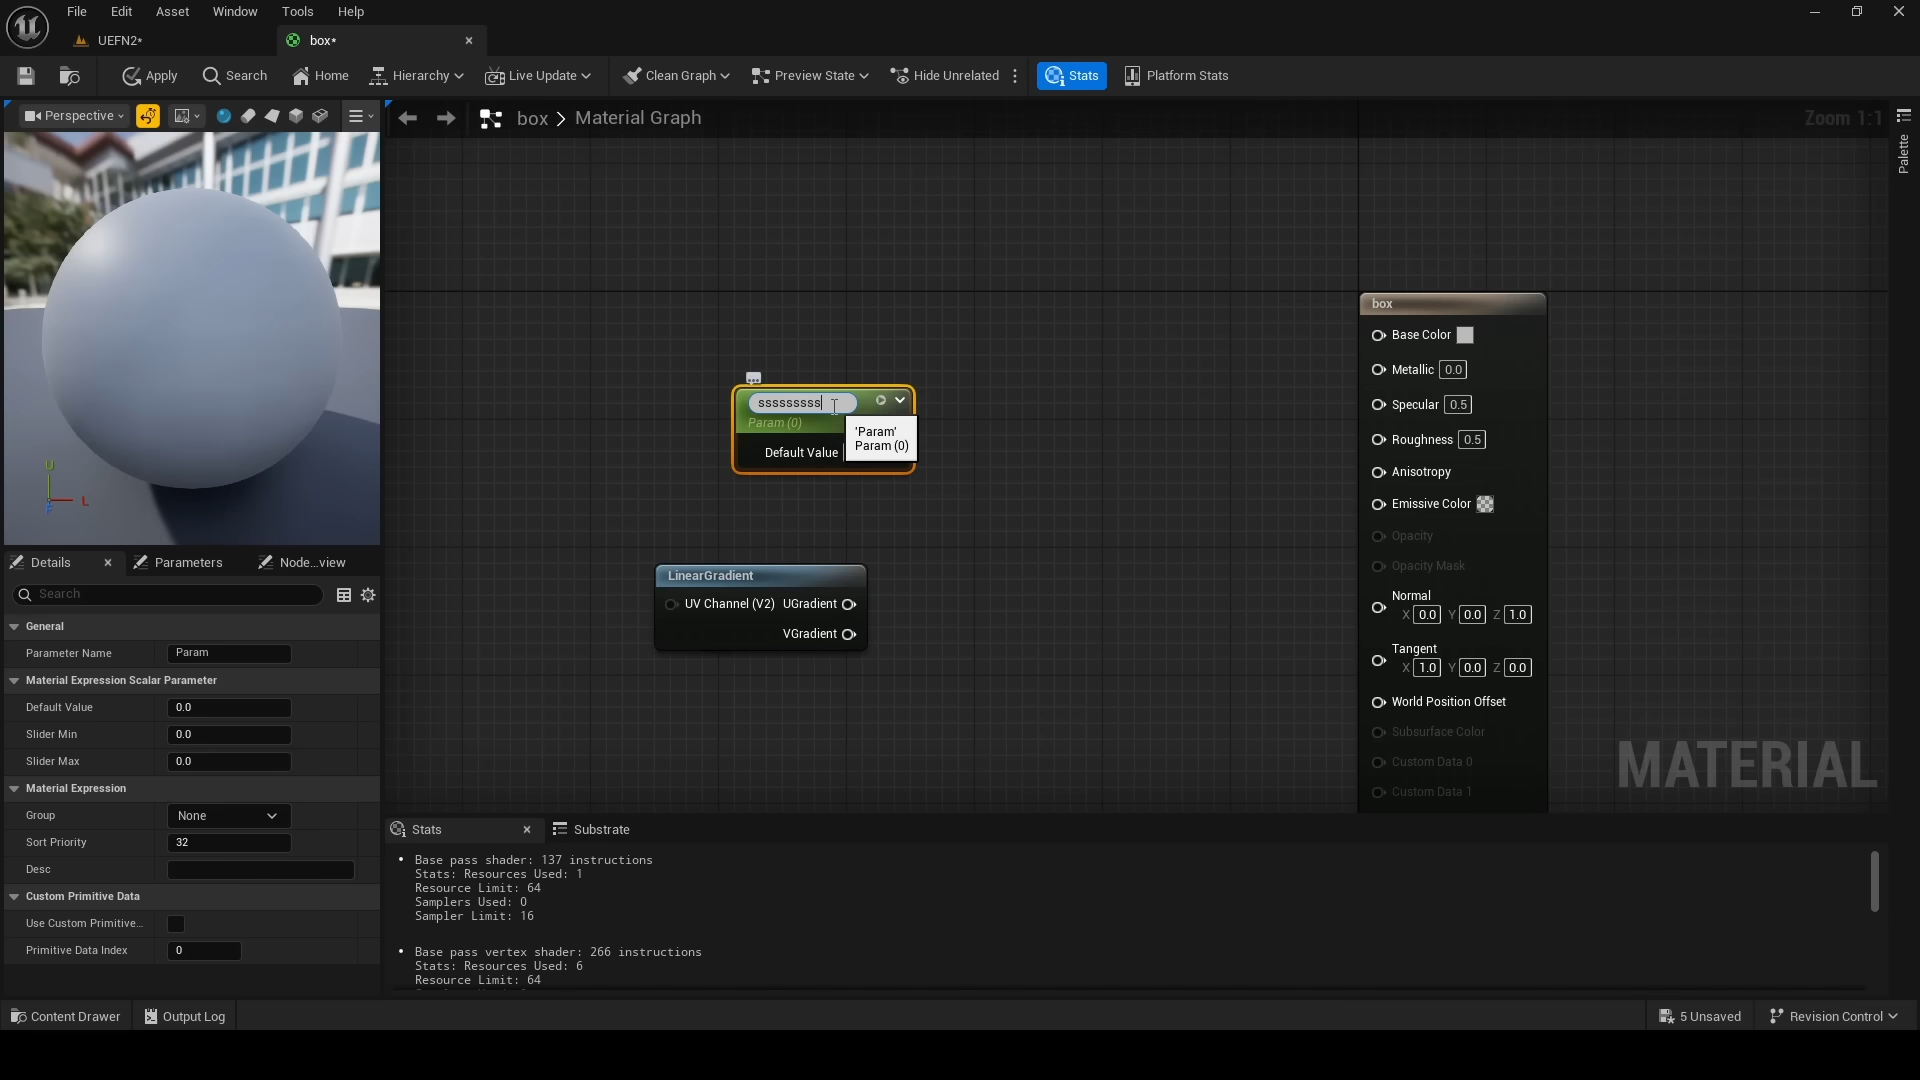 File Edit Asset Window Tools Help
UEFN2*
box*
Apply Search Home Hierarchy Live Update Clean Graph Preview State Hide Unrelated Stats Platform Stats
Perspective
box > Material Graph
Zoom 1:1
Palette
sssssssss
Param (0)
Default Value
'Param'
Param (0)
LinearGradient
UV Channel (V2) UGradient
VGradient
box
Base Color
Metallic 0.0
Specular 0.5
Roughness 0.5
Anisotropy
Emissive Color
Opacity
Opacity Mask
Normal
X 0.0 Y 0.0 Z 1.0
Tangent
X 1.0 Y 0.0 Z 0.0
World Position Offset
Subsurface Color
Custom Data 0
Custom Data 1
MATERIAL
U
L
Details Parameters Node...view
Search
General
Parameter Name Param
Material Expression Scalar Parameter
Default Value 0.0
Slider Min 0.0
Slider Max 0.0
Material Expression
Group None
Sort Priority 32
Desc
Custom Primitive Data
Use Custom Primitive...
Primitive Data Index 0
Stats Substrate
• Base pass shader: 137 instructions
Stats: Resources Used: 1
Resource Limit: 64
Samplers Used: 0
Sampler Limit: 16
• Base pass vertex shader: 266 instructions
Stats: Resources Used: 6
Resource Limit: 64
Content Drawer Output Log
5 Unsaved Revision Control